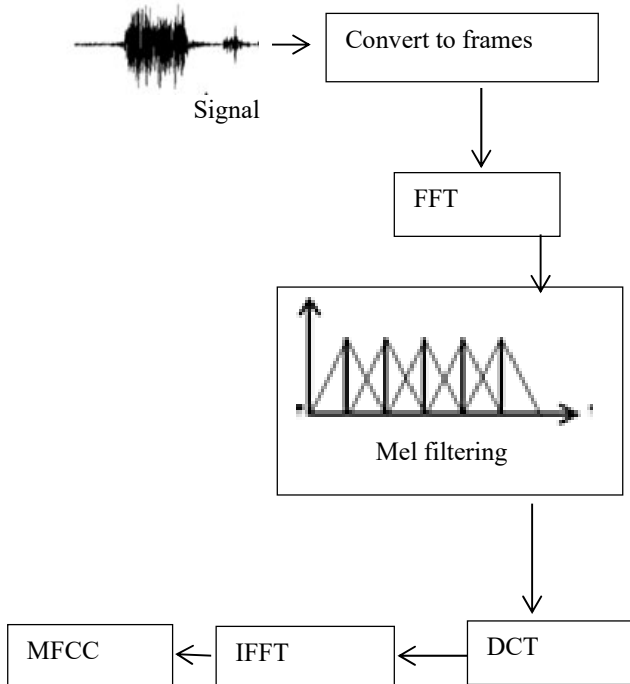 Convert to frames
Signal
FFT
Mel filtering
DCT
IFFT
MFCC